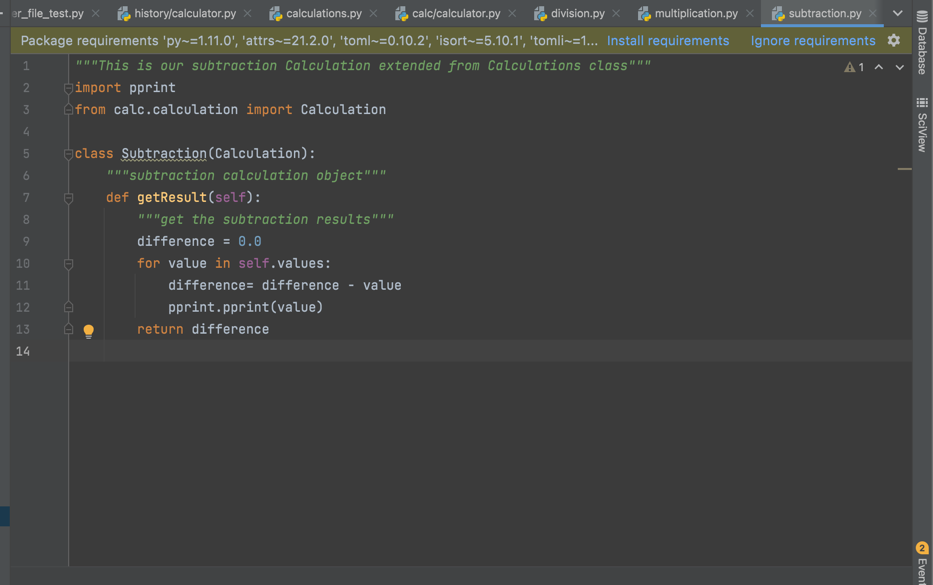 er_file_test.py history/calculator.py calculations.py calc/calculator.py division.py multiplication.py subtraction.py
Package requirements 'py~=1.11.0', 'attrs~=21.2.0', 'toml~=0.10.2', 'isort~=5.10.1', 'tomli~=1... Install requirements Ignore requirements
1 """This is our subtraction Calculation extended from Calculations class""" 1
2 import pprint
3 from calc.calculation import Calculation
4
5 class Subtraction(Calculation):
6 """subtraction calculation object"""
7 def getResult(self):
8 """get the subtraction results"""
9 difference = 0.0
10 for value in self.values:
11 difference= difference - value
12 pprint.pprint(value)
13 return difference
14
Database
SciView
2
Event